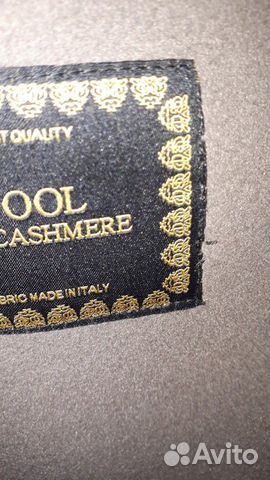 T QUALITY
OOL
CASHMERE
BRIC MADE IN ITALY
Avito